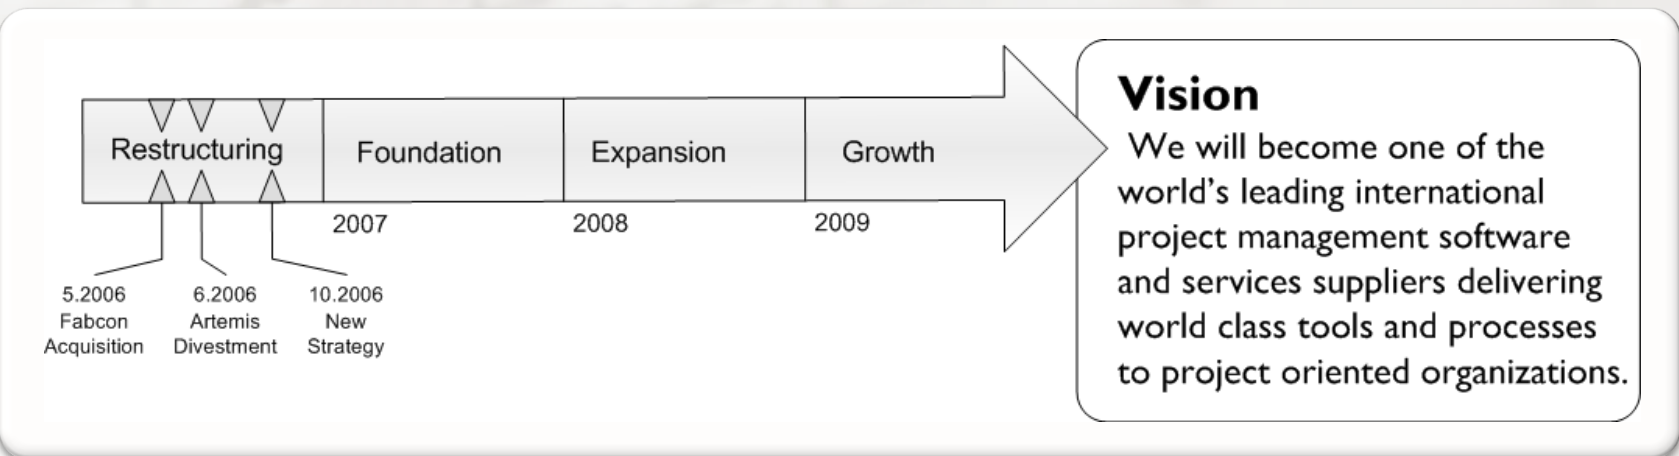 Restructuring
Foundation
Expansion
Growth
2007
2008
2009
5.2006
Fabcon
Acquisition
6.2006
Artemis
Divestment
10.2006
New
Strategy
Vision
We will become one of the
world's leading international
project management software
and services suppliers delivering
world class tools and processes
to project oriented organizations.